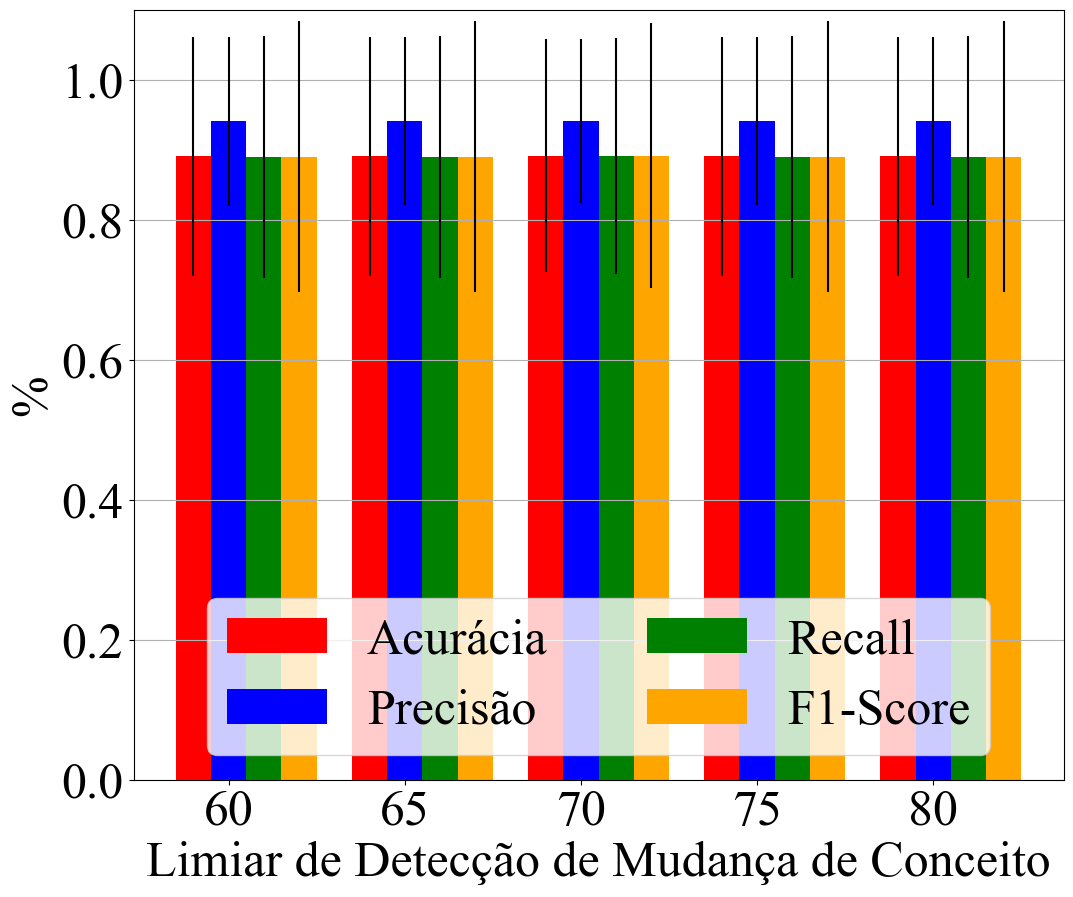 1.0
0.8
0.6
0.4
0.2
0.0
%
Acurácia
Precisão
Recall
F1-Score
60 65 70 75 80
Limiar de Detecção de Mudança de Conceito